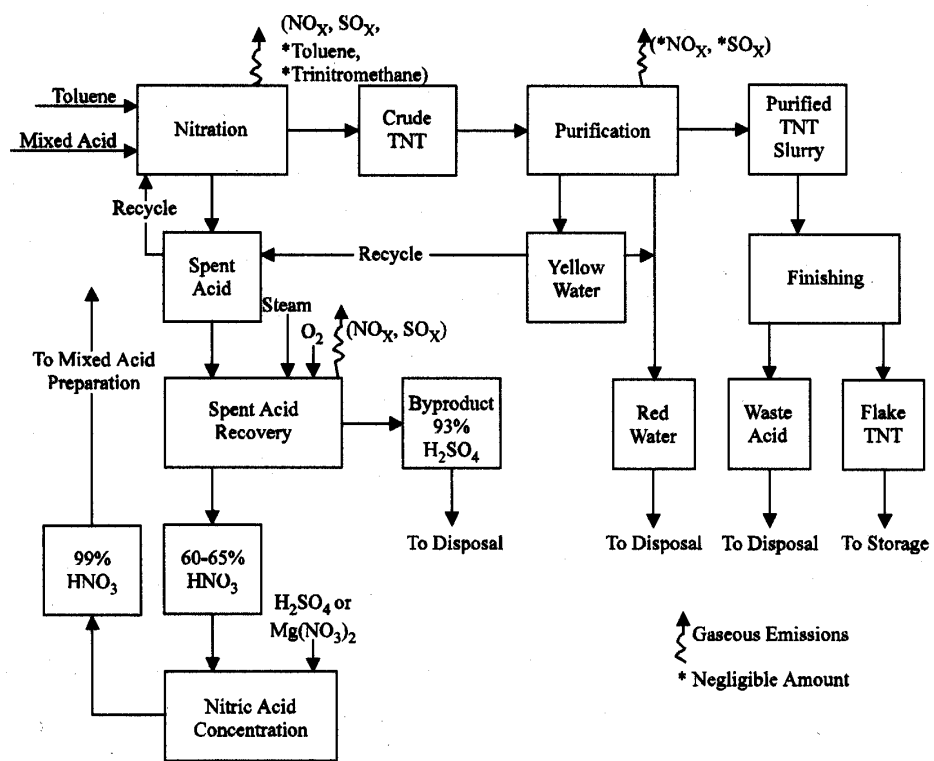 (NOX, SOX,
*Toluene,
*Trinitromethane)
(*NOX, *SOX)
Toluene
Mixed Acid
Nitration
Crude
TNT
Purification
Purified
TNT
Slurry
Recycle
Spent
Acid
Recycle
Yellow
Water
Finishing
Steam
O2
(NOX, SOX)
To Mixed Acid
Preparation
Spent Acid
Recovery
Byproduct
93%
H2SO4
Red
Water
Waste
Acid
Flake
TNT
To Disposal
To Disposal
To Disposal
To Storage
99%
HNO3
60-65%
HNO3
H2SO4 or
Mg(NO3)2
Nitric Acid
Concentration
Gaseous Emissions
* Negligible Amount